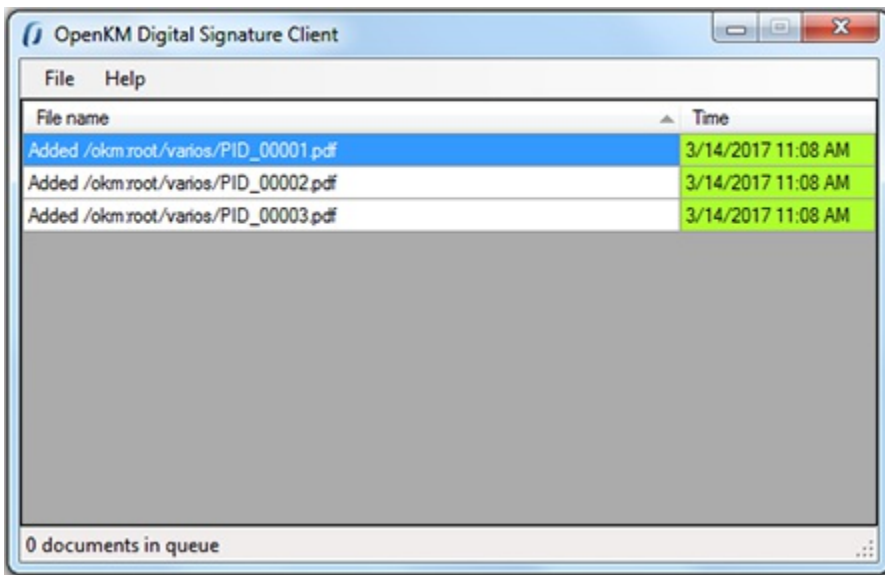 OpenKM Digital Signature Client
File Help
File name Time
Added /okm:root/varios/PID_00001.pdf 3/14/2017 11:08 AM
Added /okm:root/varios/PID_00002.pdf 3/14/2017 11:08 AM
Added /okm:root/varios/PID_00003.pdf 3/14/2017 11:08 AM
0 documents in queue